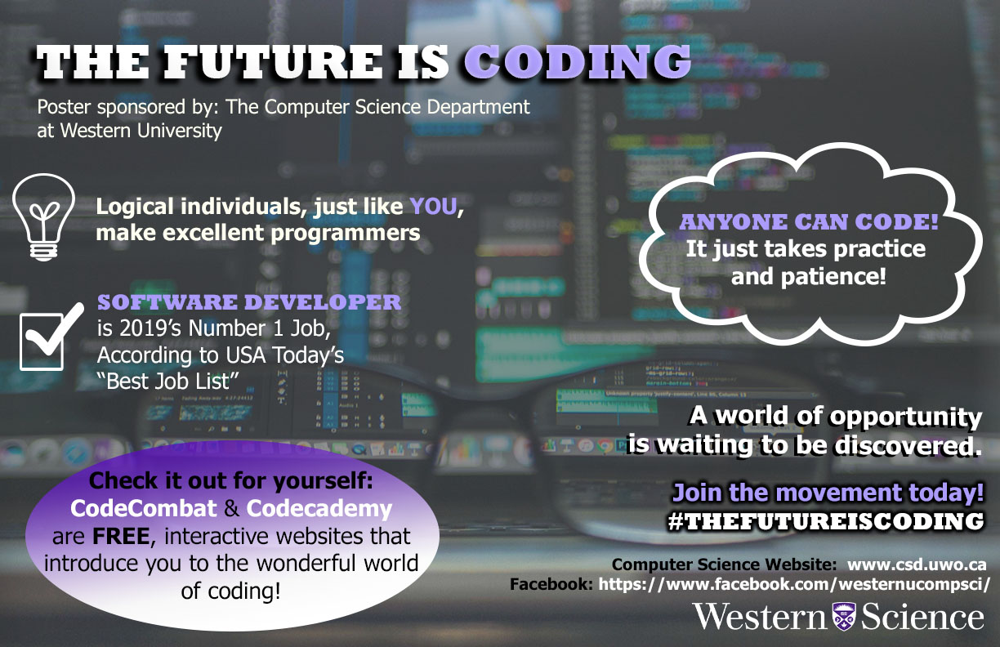 THE FUTURE IS CODING
Poster sponsored by: The Computer Science Department
at Western University
Logical individuals, just like YOU,
make excellent programmers
ANYONE CAN CODE!
It just takes practice
and patience!
SOFTWARE DEVELOPER
is 2019’s Number 1 Job,
According to USA Today’s
“Best Job List”
A world of opportunity
is waiting to be discovered.
Check it out for yourself:
CodeCombat & Codecademy
are FREE, interactive websites that
introduce you to the wonderful world
of coding!
Join the movement today!
#THEFUTUREISCODING
Computer Science Website: www.csd.uwo.ca
Facebook: https://www.facebook.com/westernucompsci/
Western Science